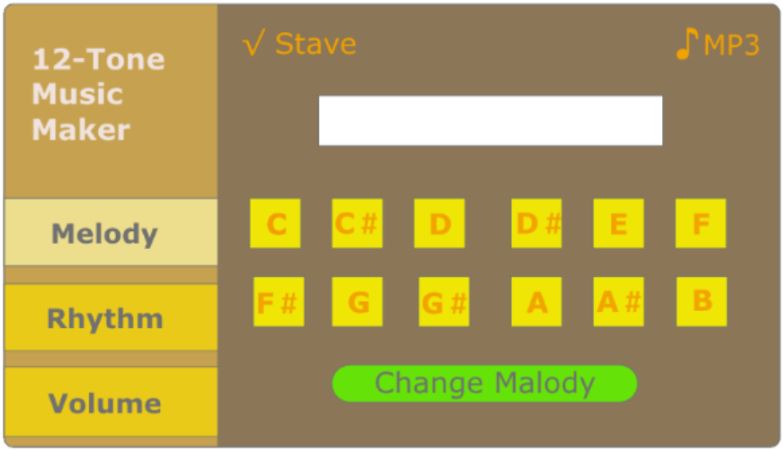 12-Tone
Music
Maker
√ Stave
♪MP3
Melody
C C# D D# E F
Rhythm
F# G G# A A# B
Volume
Change Malody